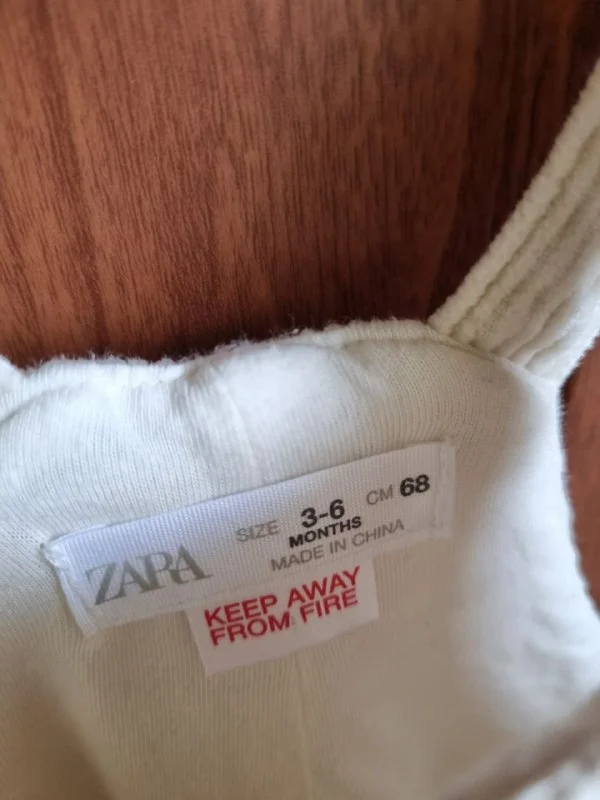 ZARA
SIZE 3-6 CM 68
MONTHS
MADE IN CHINA
KEEP AWAY
FROM FIRE